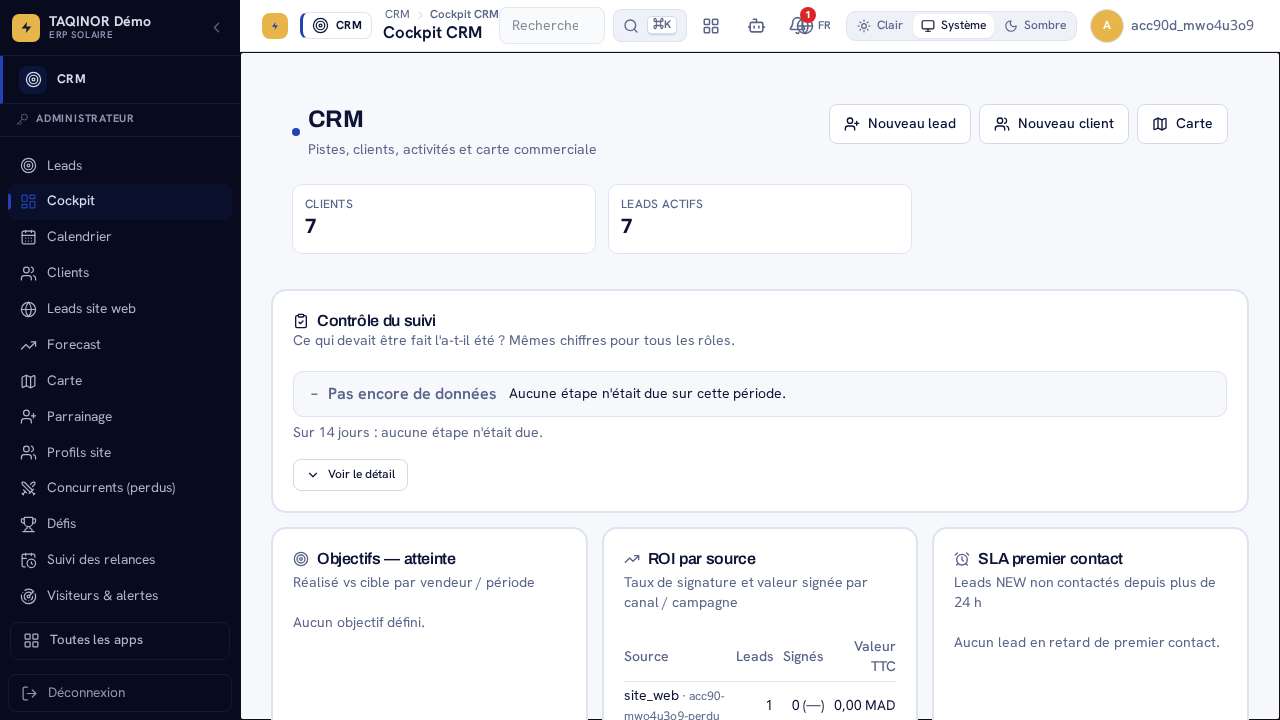 TAQINOR Démo
ERP SOLAIRE
CRM
ADMINISTRATEUR
Leads
Cockpit
Calendrier
Clients
Leads site web
Forecast
Carte
Parrainage
Profils site
Concurrents (perdus)
Défis
Suivi des relances
Visiteurs & alertes
Toutes les apps
Déconnexion
CRM
CRM Cockpit CRM
Cockpit CRM
Recherche
⌘K
1
FR
Clair
Système
Sombre
A
acc90d_mwo4u3o9
CRM
Pistes, clients, activités et carte commerciale
Nouveau lead
Nouveau client
Carte
CLIENTS
7
LEADS ACTIFS
7
Contrôle du suivi
Ce qui devait être fait l'a-t-il été ? Mêmes chiffres pour tous les rôles.
– Pas encore de données Aucune étape n'était due sur cette période.
Sur 14 jours : aucune étape n'était due.
Voir le détail
Objectifs — atteinte
Réalisé vs cible par vendeur / période
Aucun objectif défini.
ROI par source
Taux de signature et valeur signée par
canal / campagne
Source Leads Signés Valeur TTC
site_web · acc90-
mwo4u3o9-perdu
1 0 (—) 0,00 MAD
SLA premier contact
Leads NEW non contactés depuis plus de
24 h
Aucun lead en retard de premier contact.